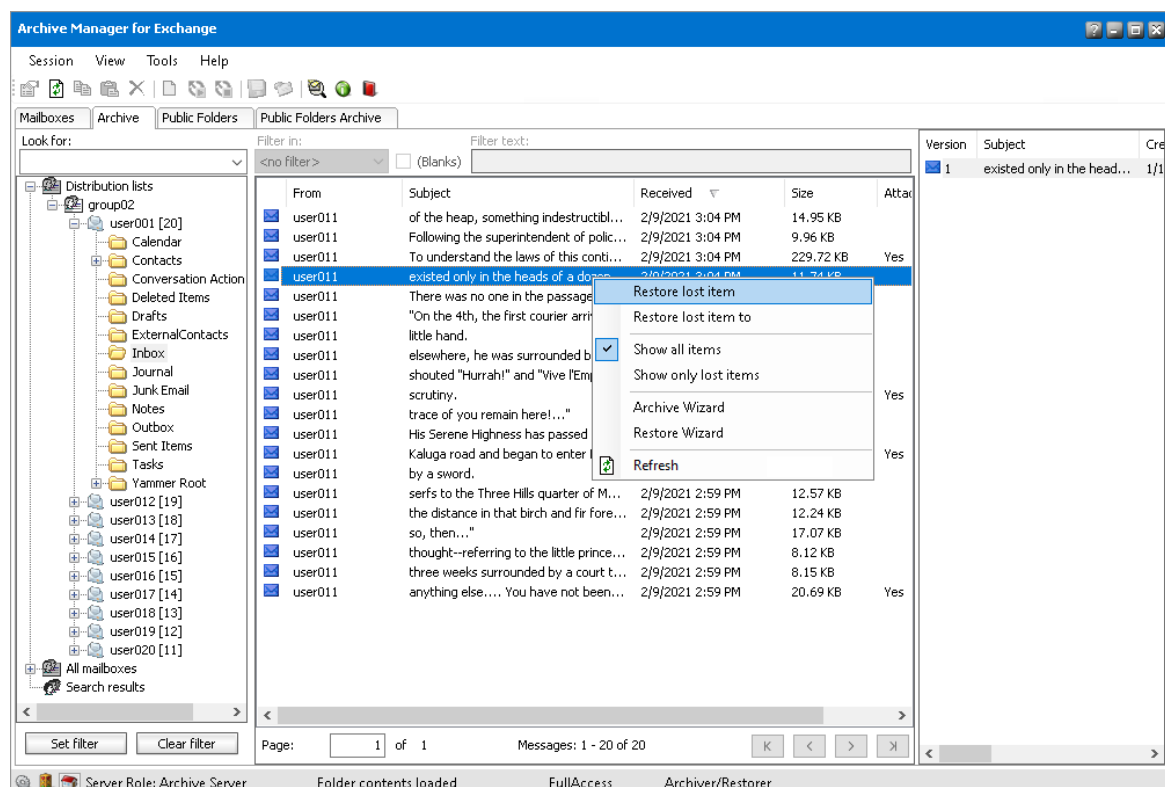 Archive Manager for Exchange
Session View Tools Help
Mailboxes Archive Public Folders Public Folders Archive
Look for:
Filter in: Filter text:
<no filter> (Blanks)
Distribution lists
group02
user001 [20]
Calendar
Contacts
Conversation Action
Deleted Items
Drafts
ExternalContacts
Inbox
Journal
Junk Email
Notes
Outbox
Sent Items
Tasks
Yammer Root
user012 [19]
user013 [18]
user014 [17]
user015 [16]
user016 [15]
user017 [14]
user018 [13]
user019 [12]
user020 [11]
All mailboxes
Search results
Set filter Clear filter
From Subject Received Size Attac
user011 of the heap, something indestructibl... 2/9/2021 3:04 PM 14.95 KB
user011 Following the superintendent of polic... 2/9/2021 3:04 PM 9.96 KB
user011 To understand the laws of this conti... 2/9/2021 3:04 PM 229.72 KB Yes
user011 existed only in the heads of a dozen 2/9/2021 3:04 PM 11.74 KB
user011 There was no one in the passage
user011 "On the 4th, the first courier arri
user011 little hand.
user011 elsewhere, he was surrounded b
user011 shouted "Hurrah!" and "Vive l'Em
user011 scrutiny. Yes
user011 trace of you remain here!..."
user011 His Serene Highness has passed
user011 Kaluga road and began to enter Yes
user011 by a sword.
user011 serfs to the Three Hills quarter of M... 2/9/2021 2:59 PM 12.57 KB
user011 the distance in that birch and fir fore... 2/9/2021 2:59 PM 12.24 KB
user011 so, then..." 2/9/2021 2:59 PM 17.07 KB
user011 thought--referring to the little prince... 2/9/2021 2:59 PM 8.12 KB
user011 three weeks surrounded by a court t... 2/9/2021 2:59 PM 8.15 KB
user011 anything else.... You have not been... 2/9/2021 2:59 PM 20.69 KB Yes
Restore lost item
Restore lost item to
Show all items
Show only lost items
Archive Wizard
Restore Wizard
Refresh
Page: 1 of 1 Messages: 1 - 20 of 20
Version Subject Cre
1 existed only in the head... 1/1
Server Role: Archive Server Folder contents loaded FullAccess Archiver/Restorer